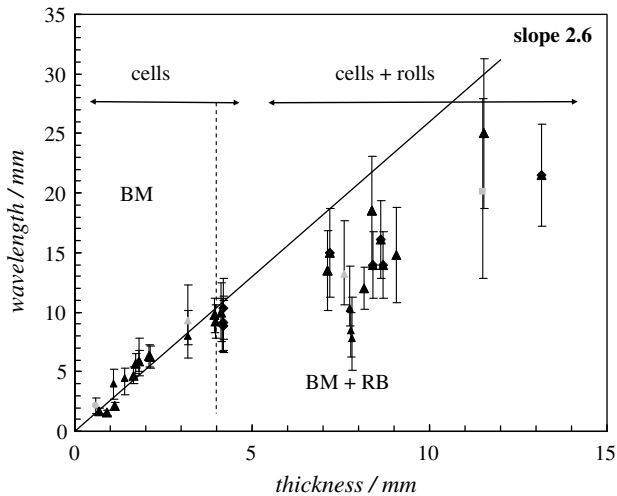 35
slope 2.6
30
cells
cells + rolls
25
20
BM
15
10
5
BM + RB
0
0
5
10
15
wavelength / mm
thickness / mm